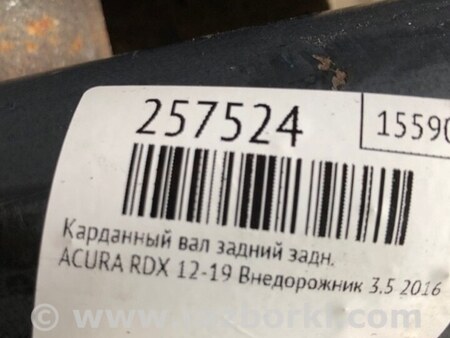 257524
15590
Карданный вал задний задн.
ACURA RDX 12-19 Внедорожник 3.5 2016